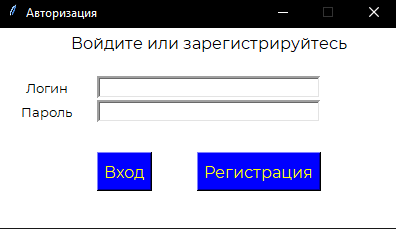 Авторизация
Войдите или зарегистрируйтесь
Логин
Пароль
Вход Регистрация